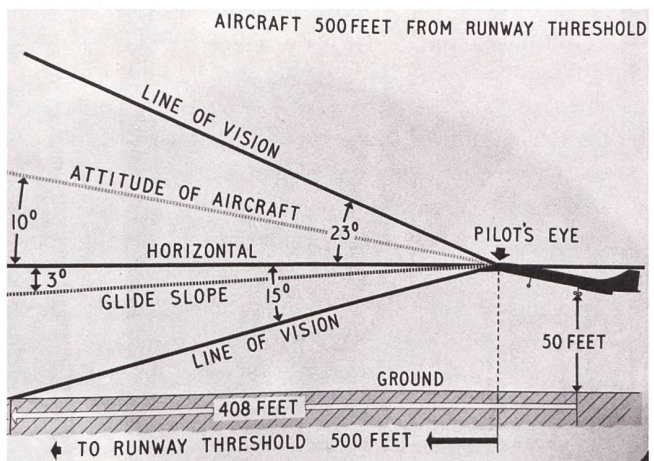 AIRCRAFT 500 FEET FROM RUNWAY THRESHOLD
LINE OF VISION
ATTITUDE OF AIRCRAFT
10°
23°
PILOT'S EYE
HORIZONTAL
3°
GLIDE SLOPE
15°
LINE OF VISION
50 FEET
GROUND
408 FEET
TO RUNWAY THRESHOLD 500 FEET